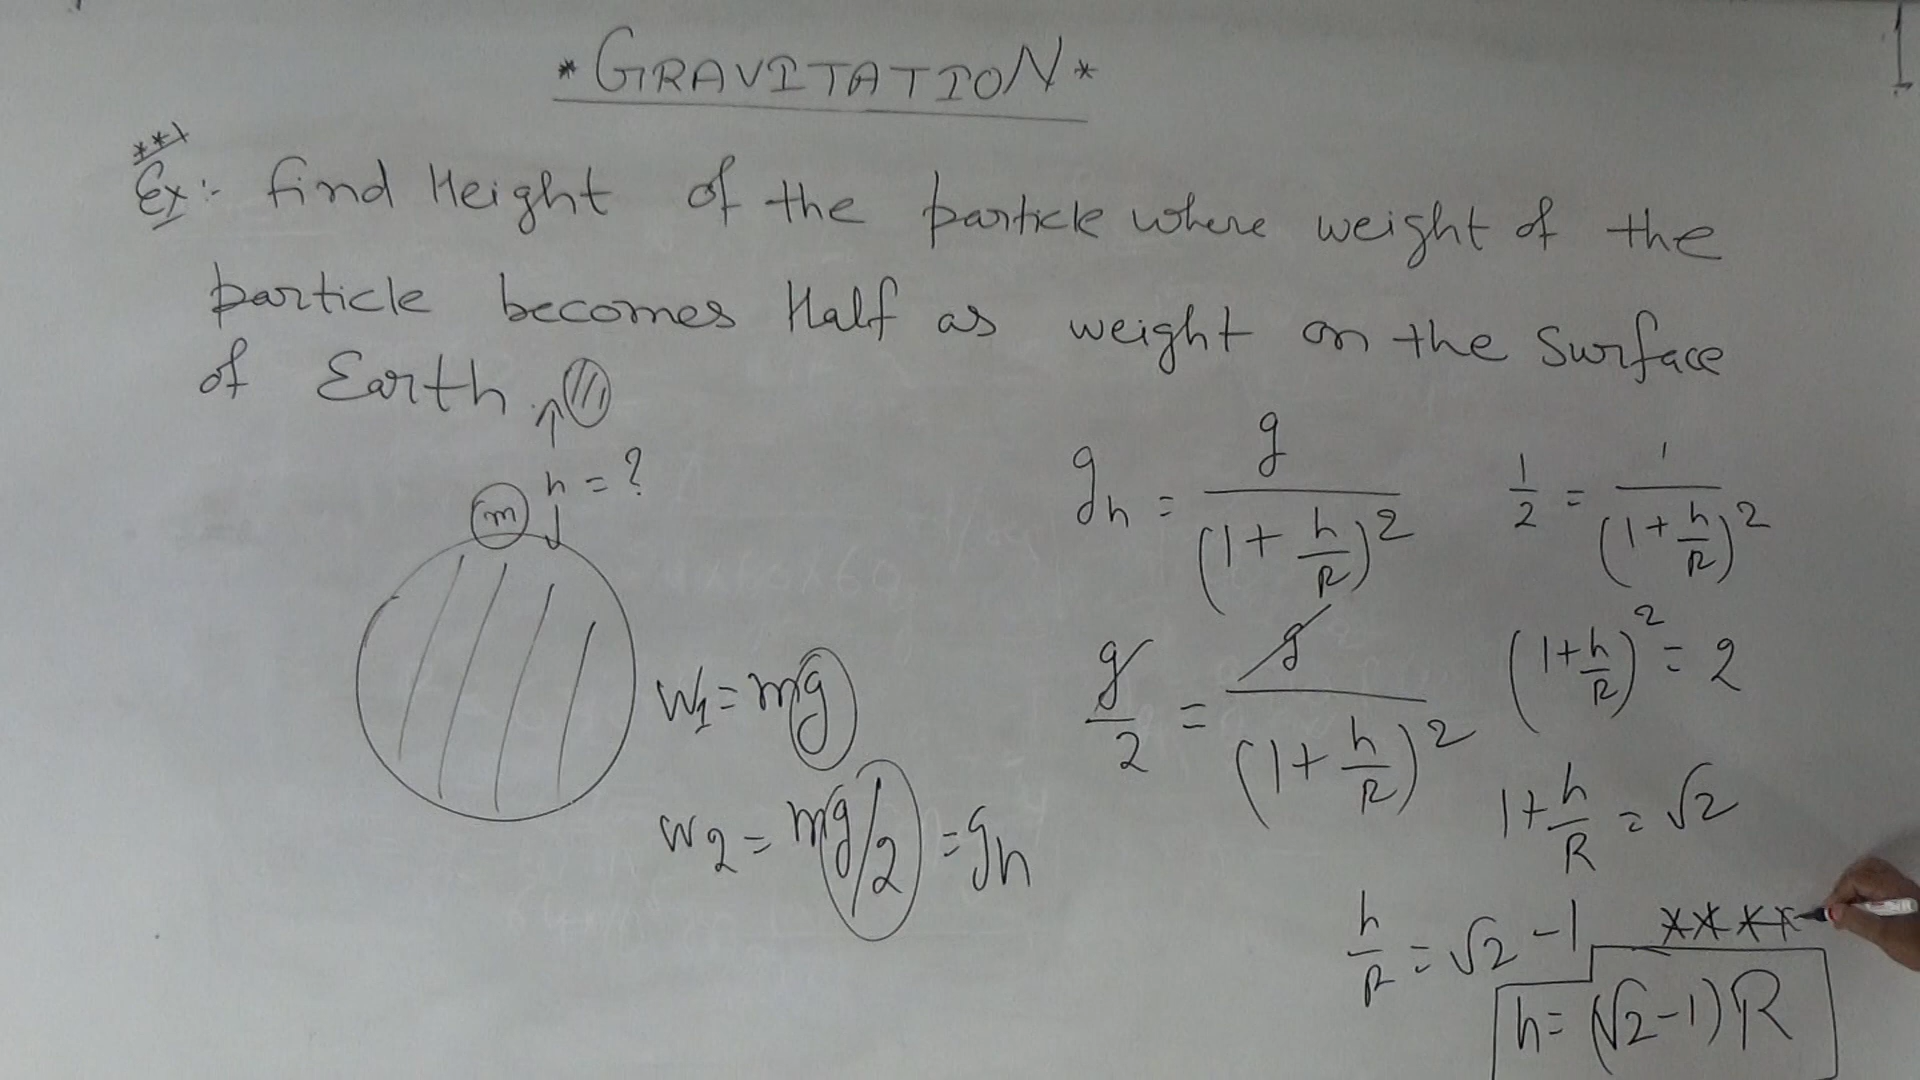 * GRAVITATION *
***
Ex:- find Height of the particle where weight of the
particle becomes Half as weight on the surface
of Earth.
h = ?
m
W1 = mg
W2 = mg/2 = gh
gh = g / (1 + h/R)^2
g/2 = g / (1 + h/R)^2
1/2 = 1 / (1 + h/R)^2
(1 + h/R)^2 = 2
1 + h/R = √2
h/R = √2 - 1
****
h = (√2 - 1) R